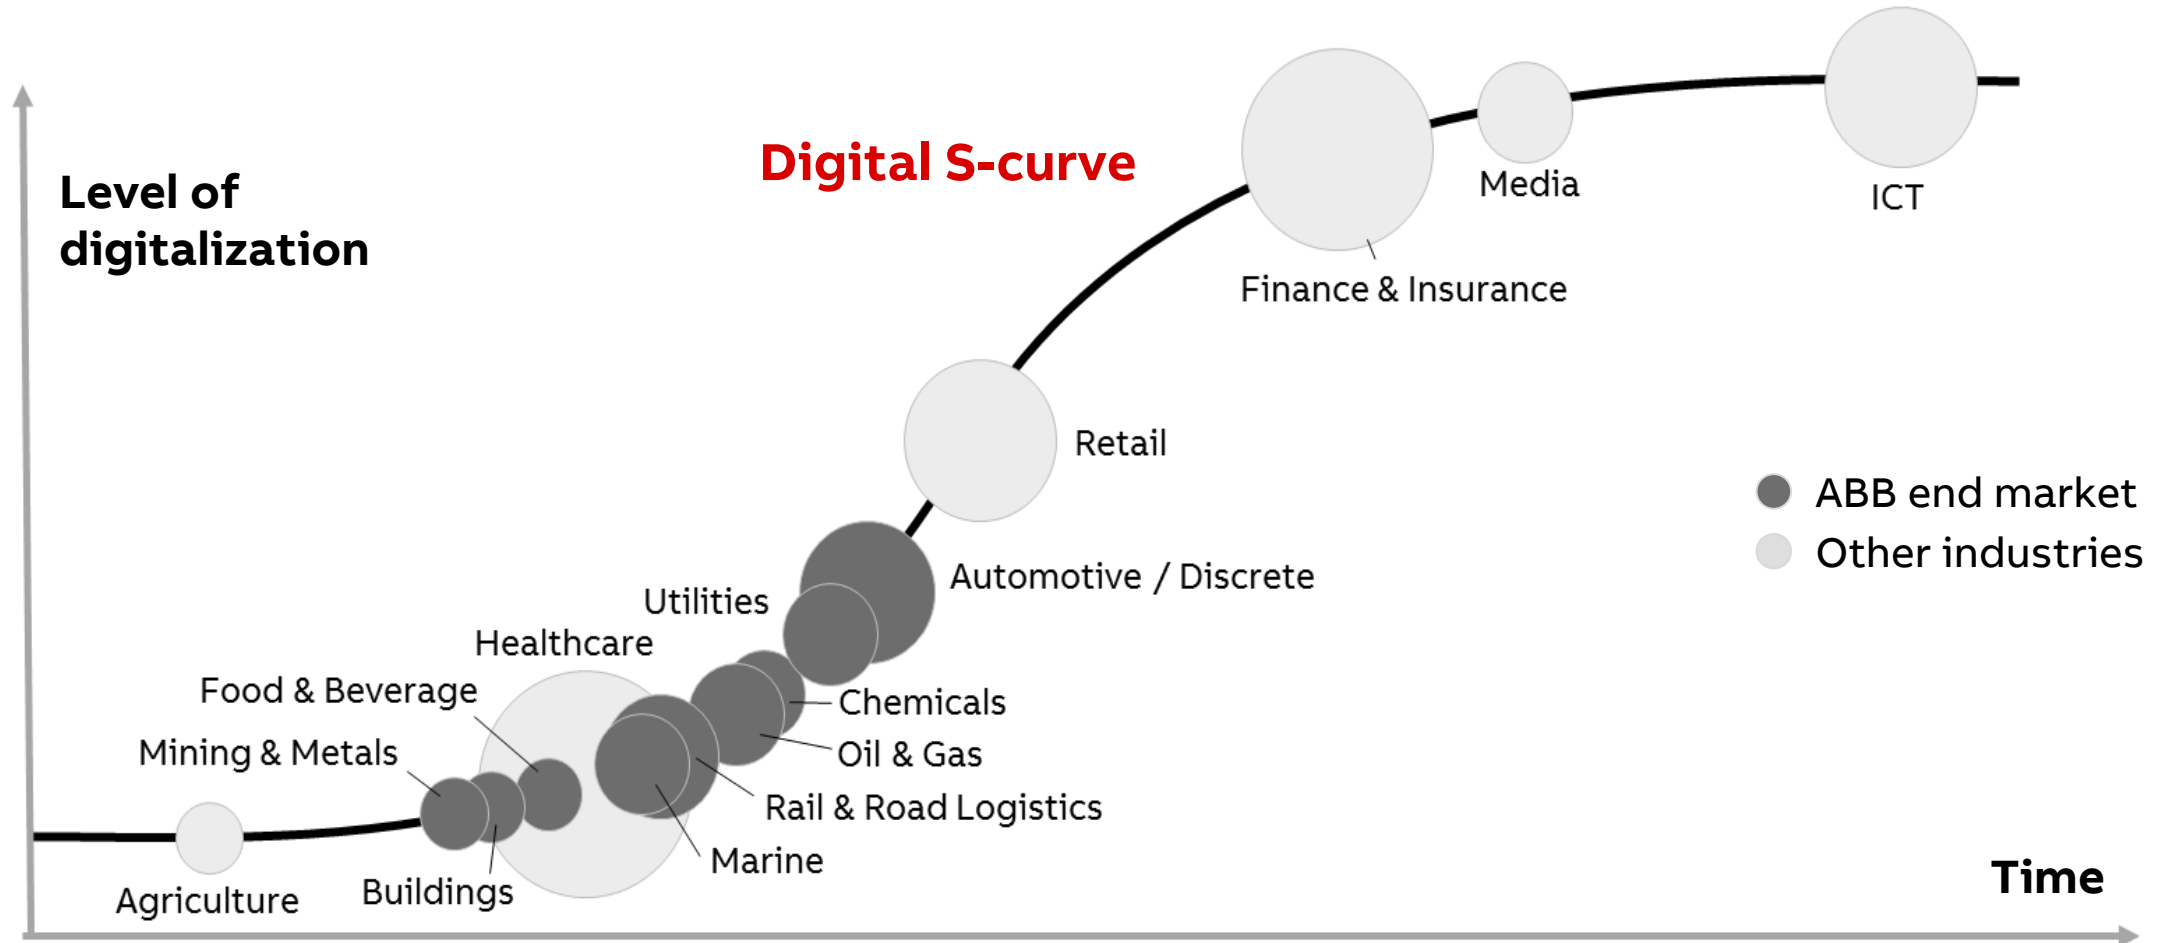 Level of
digitalization
Digital S-curve
Media
ICT
Finance & Insurance
Retail
ABB end market
Other industries
Automotive / Discrete
Utilities
Healthcare
Food & Beverage
Chemicals
Mining & Metals
Oil & Gas
Rail & Road Logistics
Marine
Buildings
Agriculture
Time